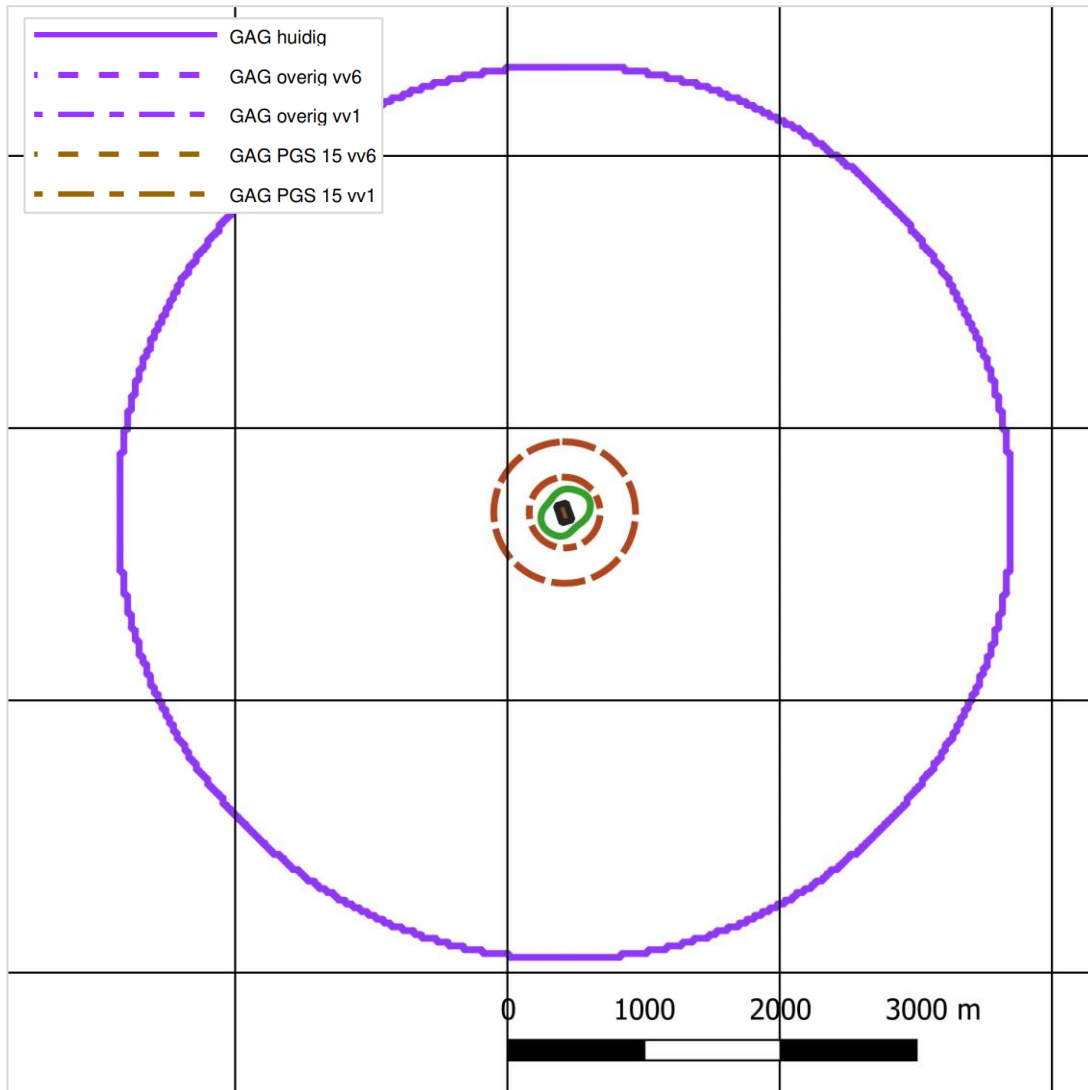 GAG huidig
GAG overig vv6
GAG overig vv1
GAG PGS 15 vv6
GAG PGS 15 vv1
0 1000 2000 3000 m